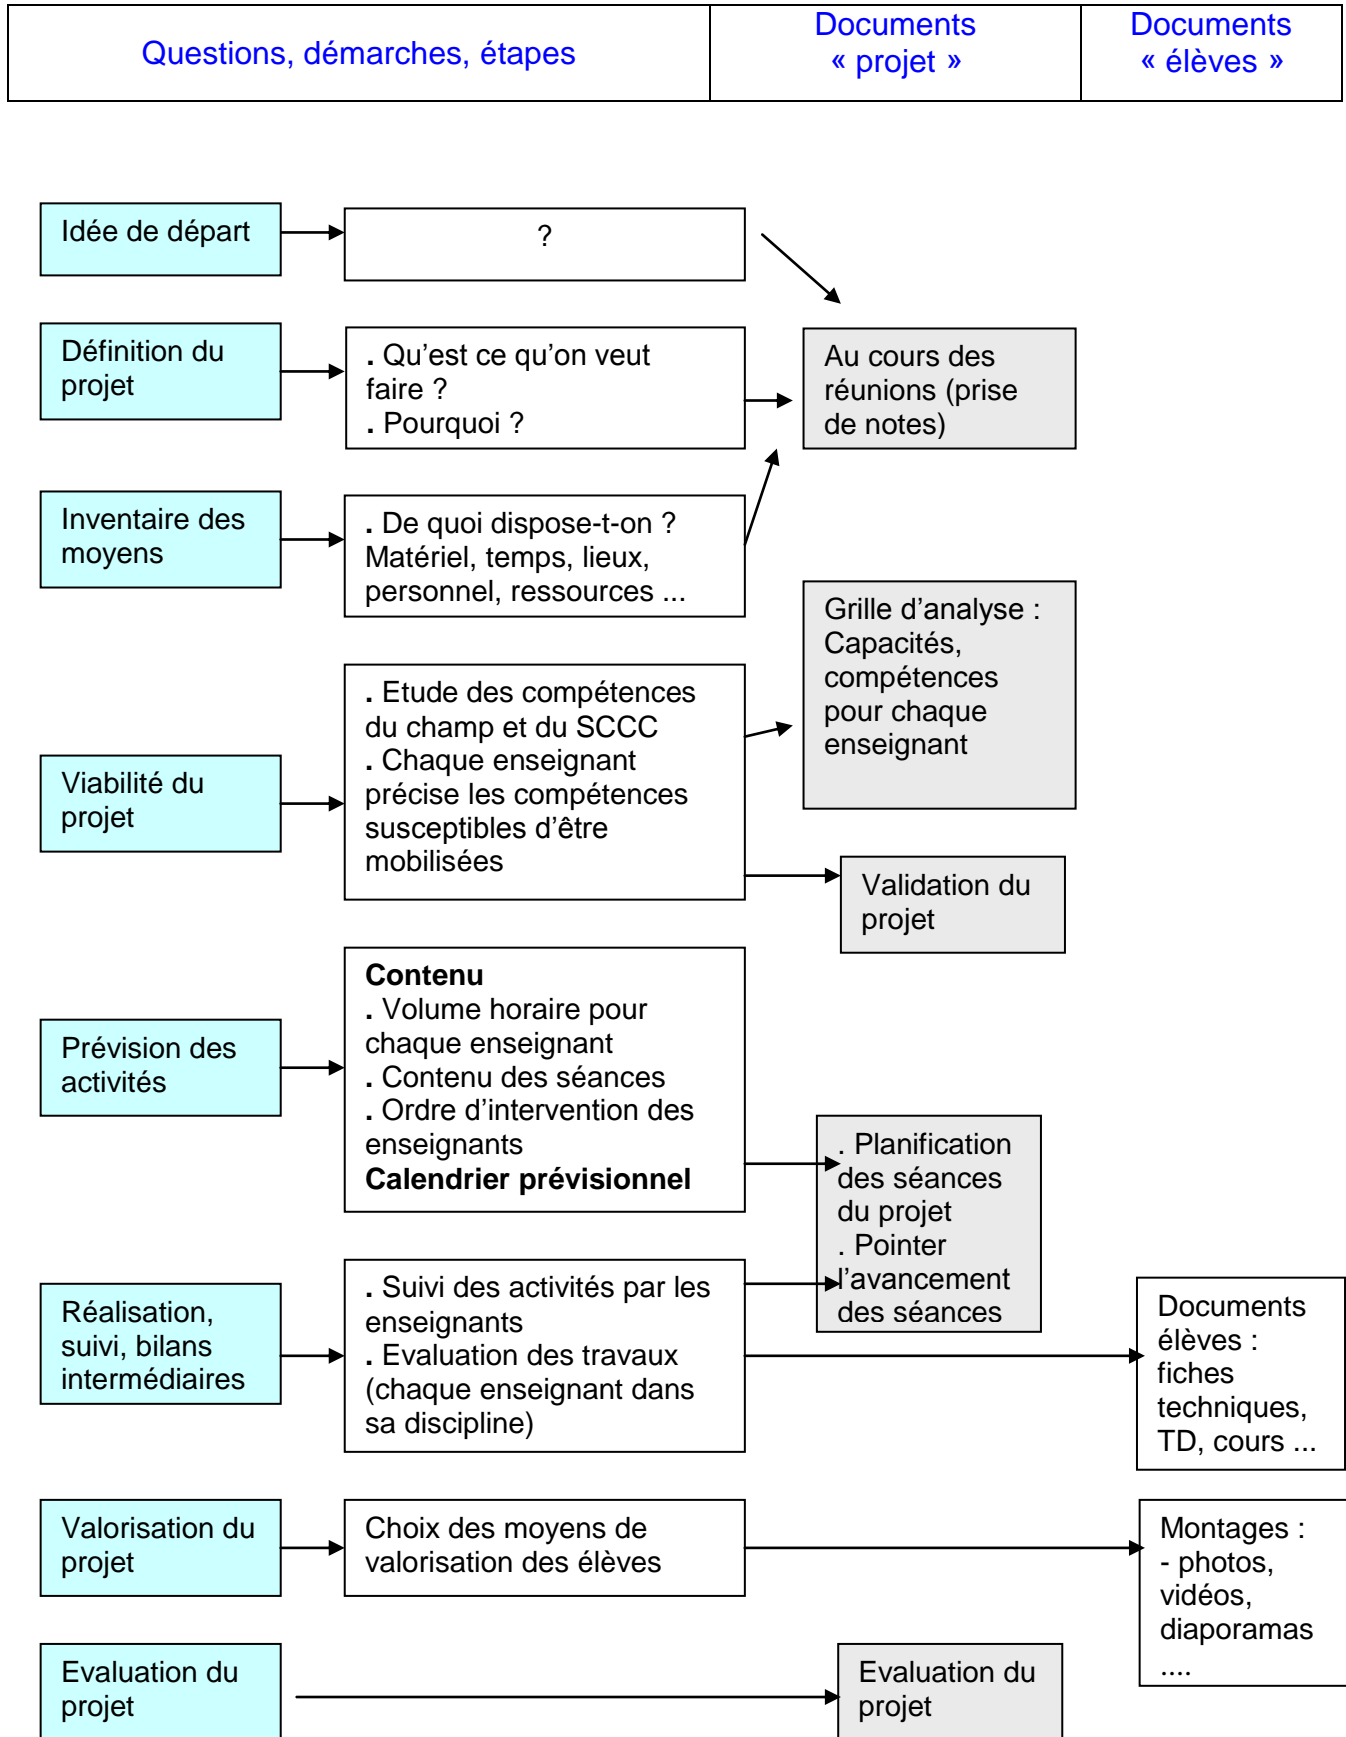 Questions, démarches, étapes
Documents
« projet »
Documents
« élèves »
Idée de départ
?
Définition du
projet
. Qu’est ce qu’on veut
faire ?
. Pourquoi ?
Au cours des
réunions (prise
de notes)
Inventaire des
moyens
. De quoi dispose-t-on ?
Matériel, temps, lieux,
personnel, ressources ...
Grille d’analyse :
Capacités,
compétences
pour chaque
enseignant
Viabilité du
projet
. Etude des compétences
du champ et du SCCC
. Chaque enseignant
précise les compétences
susceptibles d’être
mobilisées
Validation du
projet
Prévision des
activités
Contenu
. Volume horaire pour
chaque enseignant
. Contenu des séances
. Ordre d’intervention des
enseignants
Calendrier prévisionnel
. Planification
des séances
du projet
. Pointer
l’avancement
des séances
Réalisation,
suivi, bilans
intermédiaires
. Suivi des activités par les
enseignants
. Evaluation des travaux
(chaque enseignant dans
sa discipline)
Documents
élèves :
fiches
techniques,
TD, cours ...
Valorisation du
projet
Choix des moyens de
valorisation des élèves
Montages :
- photos,
vidéos,
diaporamas
....
Evaluation du
projet
Evaluation du
projet